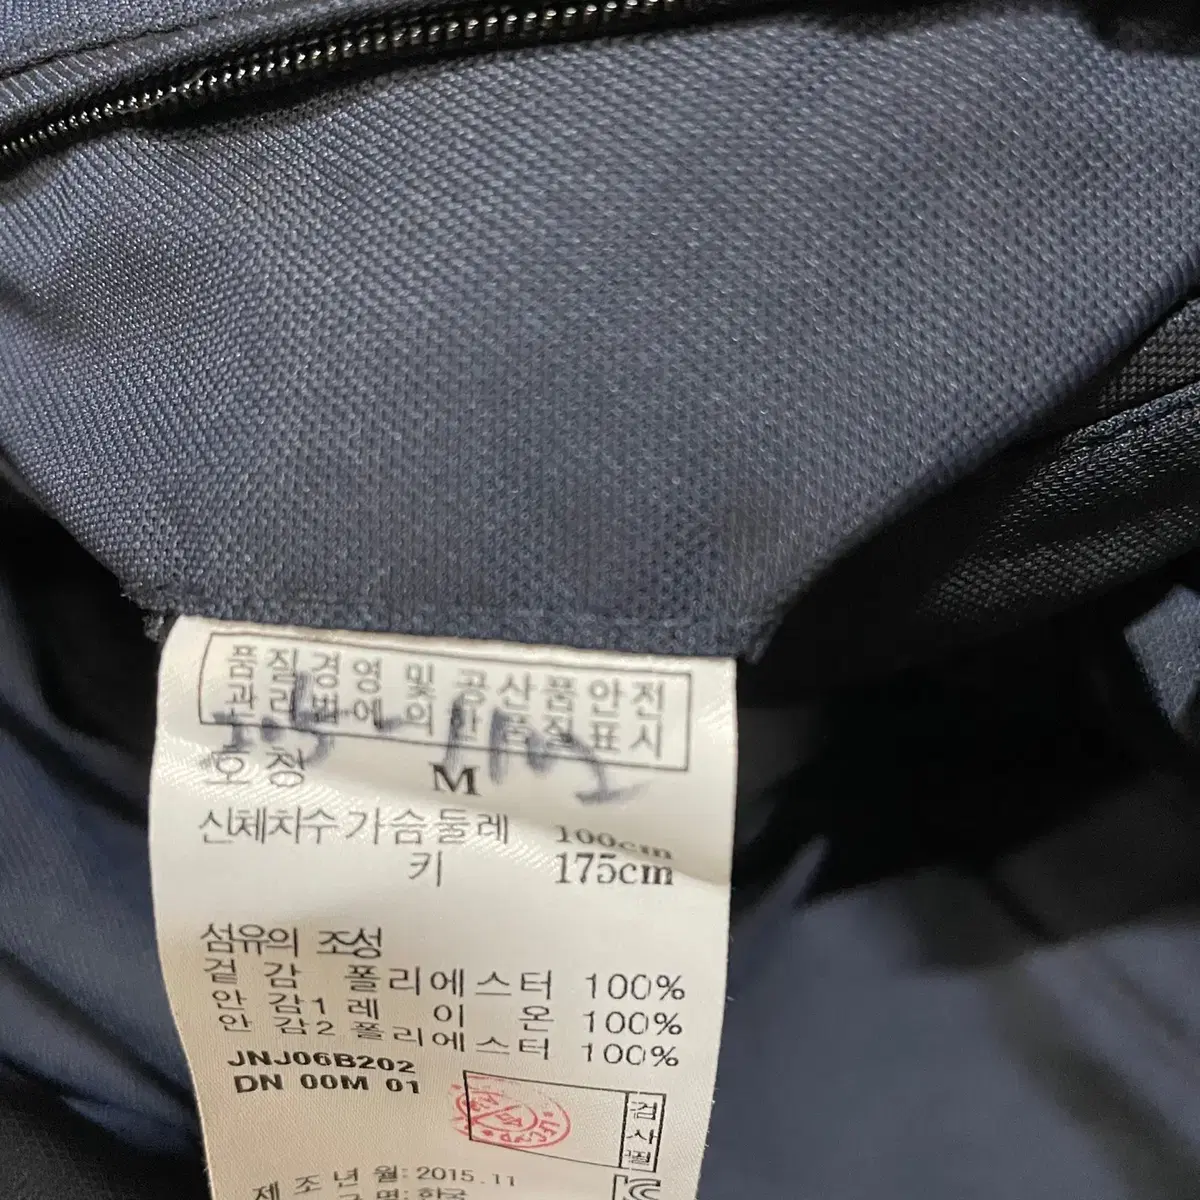 품질경영 및 공산품안전
관리법에 의한 품질표시
호칭 M
신체치수 가슴둘레 100cm
키 175cm
섬유의 조성
겉감 폴리에스터 100%
안감1 레이온 100%
안감2 폴리에스터 100%
JNJ06B202
DN 00M 01
검사필
제조년월: 2015.11
한국